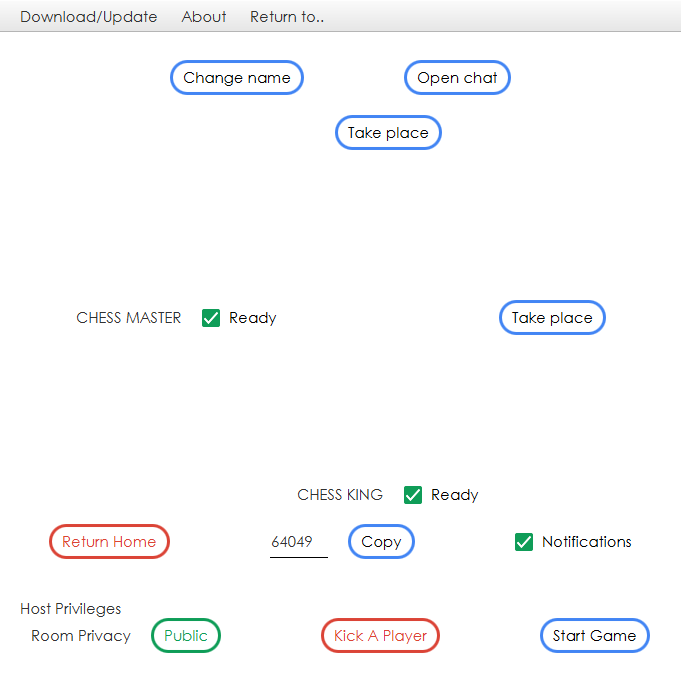 Download/Update About Return to..
Change name Open chat
Take place
CHESS MASTER Ready Take place
CHESS KING Ready
Return Home 64049 Copy Notifications
Host Privileges
Room Privacy Public Kick A Player Start Game